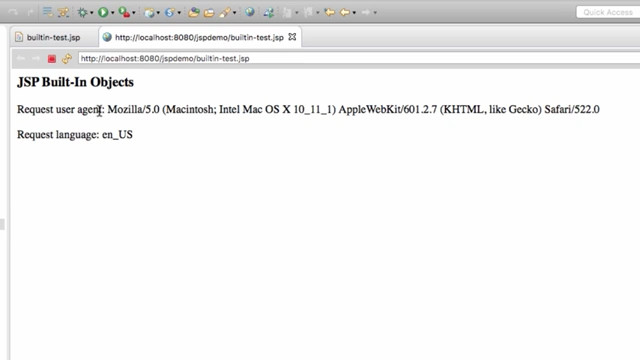 Quick Access
builtin-test.jsp
http://localhost:8080/jspdemo/builtin-test.jsp
http://localhost:8080/jspdemo/builtin-test.jsp
JSP Built-In Objects
Request user agent: Mozilla/5.0 (Macintosh; Intel Mac OS X 10_11_1) AppleWebKit/601.2.7 (KHTML, like Gecko) Safari/522.0
Request language: en_US